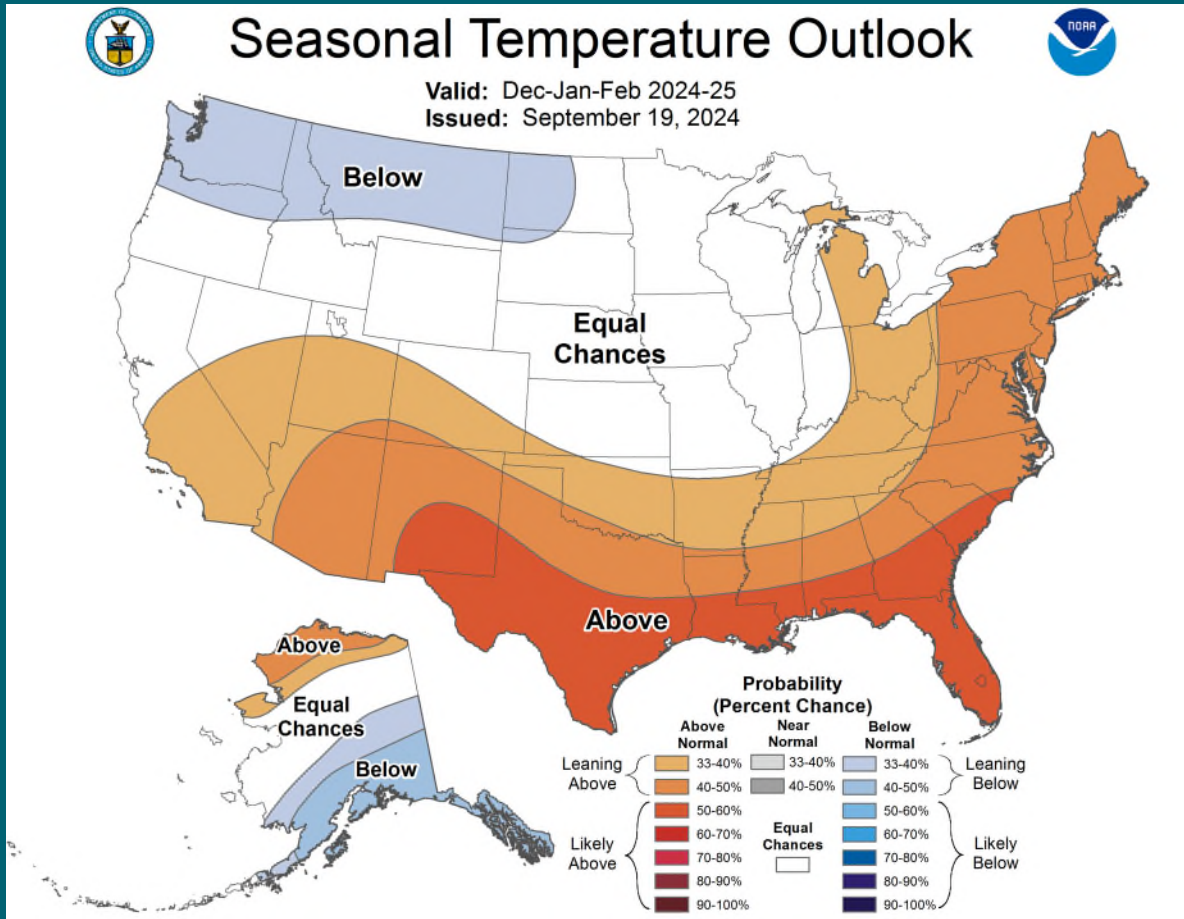 Seasonal Temperature Outlook
NOAA
Valid: Dec-Jan-Feb 2024-25
Issued: September 19, 2024
Below
Equal
Chances
Above
Above
Equal
Chances
Below
Probability
(Percent Chance)
Above
Normal
Near
Normal
Below
Normal
Leaning
Above
33-40%
40-50%
33-40%
40-50%
33-40%
40-50%
Leaning
Below
Likely
Above
50-60%
60-70%
70-80%
80-90%
90-100%
Equal
Chances
50-60%
60-70%
70-80%
80-90%
90-100%
Likely
Below